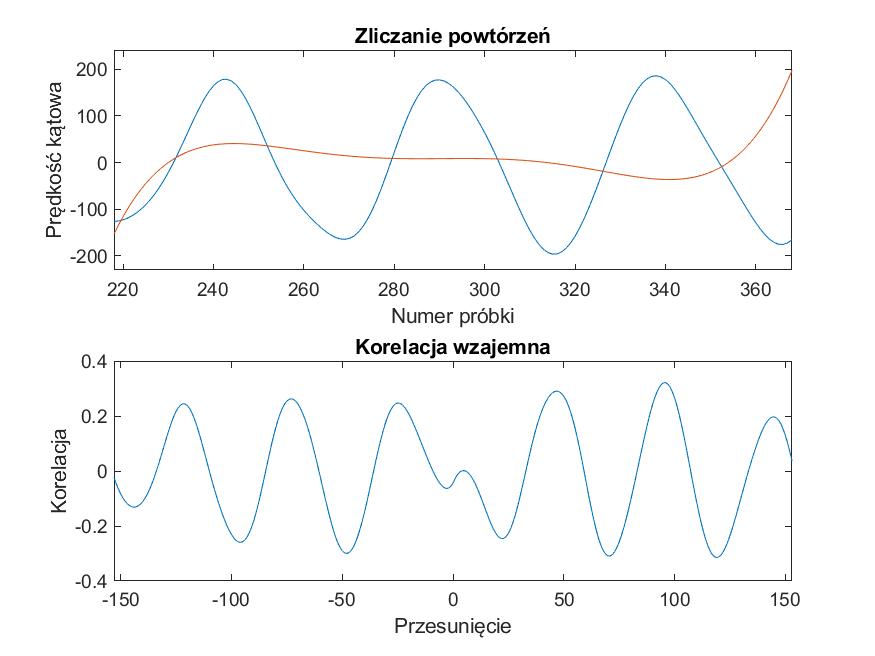 Zliczanie powtórzeń
200
100
0
-100
-200
Prędkość kątowa
220 240 260 280 300 320 340 360
Numer próbki
Korelacja wzajemna
0.4
0.2
0
-0.2
-0.4
Korelacja
-150 -100 -50 0 50 100 150
Przesunięcie